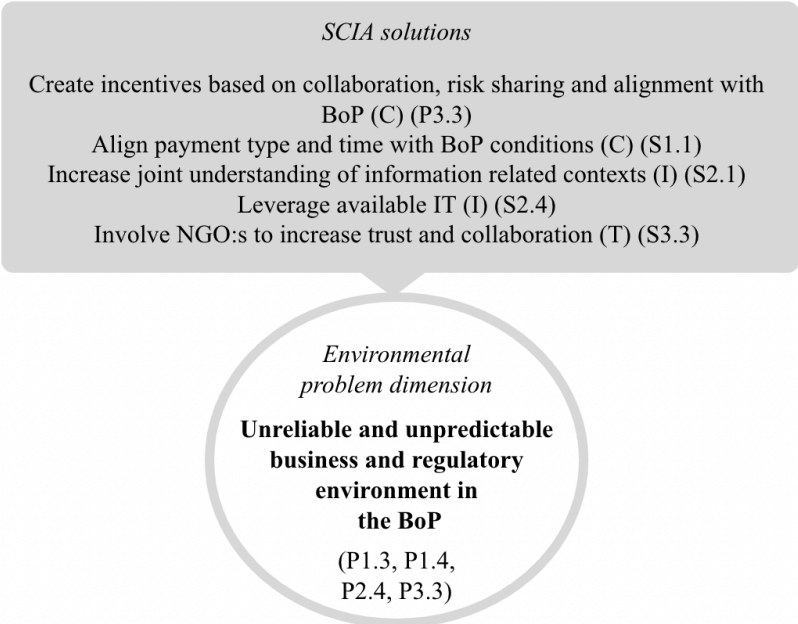 SCIA solutions
Create incentives based on collaboration, risk sharing and alignment with
BoP (C) (P3.3)
Align payment type and time with BoP conditions (C) (S1.1)
Increase joint understanding of information related contexts (I) (S2.1)
Leverage available IT (I) (S2.4)
Involve NGO:s to increase trust and collaboration (T) (S3.3)
Environmental
problem dimension
Unreliable and unpredictable
business and regulatory
environment in
the BoP
(P1.3, P1.4,
P2.4, P3.3)